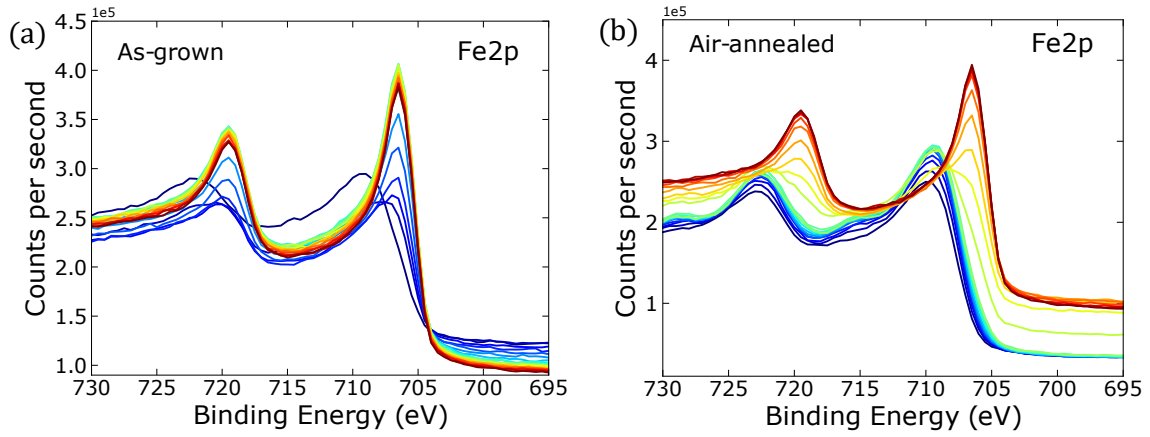 (a)
1e5
As-grown
Fe2p
4.5
4.0
3.5
3.0
2.5
2.0
1.5
1.0
Counts per second
730 725 720 715 710 705 700 695
Binding Energy (eV)
(b)
1e5
Air-annealed
Fe2p
4
3
2
1
Counts per second
730 725 720 715 710 705 700 695
Binding Energy (eV)